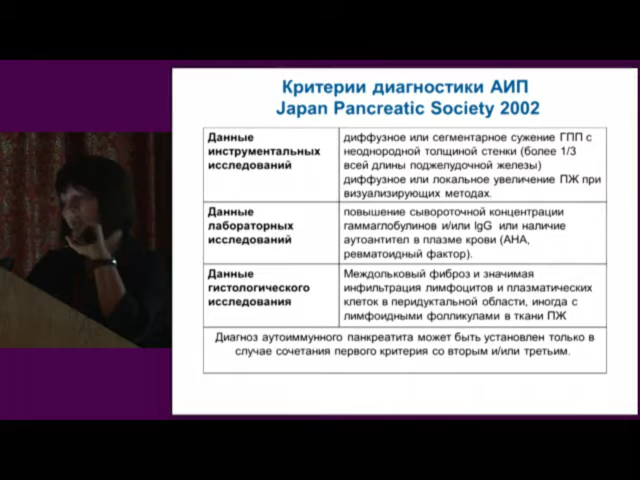 Критерии диагностики АИП
Japan Pancreatic Society 2002
Данные
инструментальных
исследований
диффузное или сегментарное сужение ГПП с
неоднородной толщиной стенки (более 1/3
всей длины поджелудочной железы)
диффузное или локальное увеличение ПЖ при
визуализирующих методах.
Данные
лабораторных
исследований
повышение сывороточной концентрации
гаммаглобулинов и/или IgG или наличие
аутоантител в плазме крови (АНА,
ревматоидный фактор).
Данные
гистологического
исследования
Междольковый фиброз и значимая
инфильтрация лимфоцитов и плазматических
клеток в перидуктальной области, иногда с
лимфоидными фолликулами в ткани ПЖ
Диагноз аутоиммунного панкреатита может быть установлен только в
случае сочетания первого критерия со вторым и/или третьим.